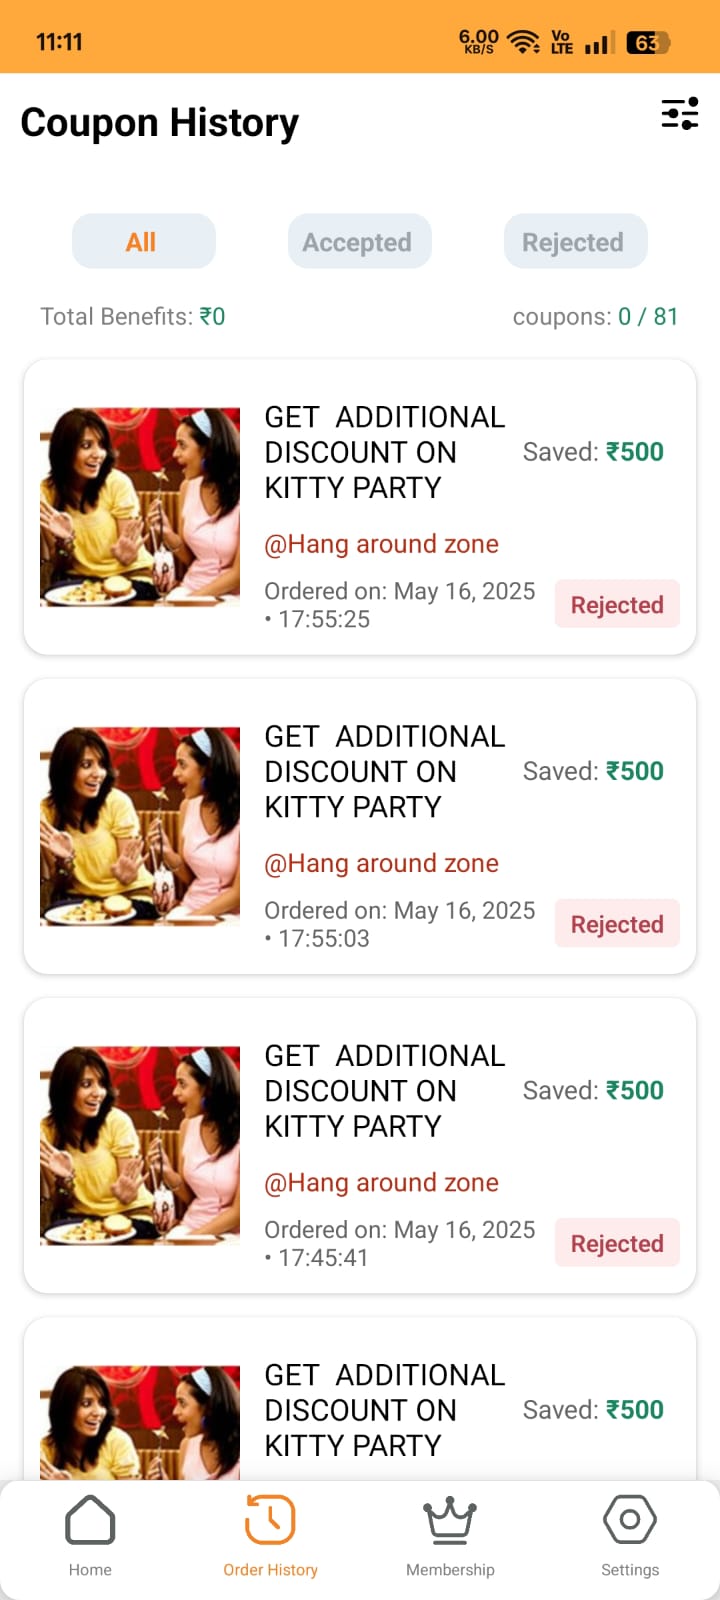 11:11
6.00 KB/S
Vo LTE
63
Coupon History
All
Accepted
Rejected
Total Benefits: ₹0
coupons: 0 / 81
GET  ADDITIONAL
DISCOUNT ON
KITTY PARTY
Saved: ₹500
@Hang around zone
Ordered on: May 16, 2025
• 17:55:25
Rejected
GET  ADDITIONAL
DISCOUNT ON
KITTY PARTY
Saved: ₹500
@Hang around zone
Ordered on: May 16, 2025
• 17:55:03
Rejected
GET  ADDITIONAL
DISCOUNT ON
KITTY PARTY
Saved: ₹500
@Hang around zone
Ordered on: May 16, 2025
• 17:45:41
Rejected
GET  ADDITIONAL
DISCOUNT ON
KITTY PARTY
Saved: ₹500
Home
Order History
Membership
Settings